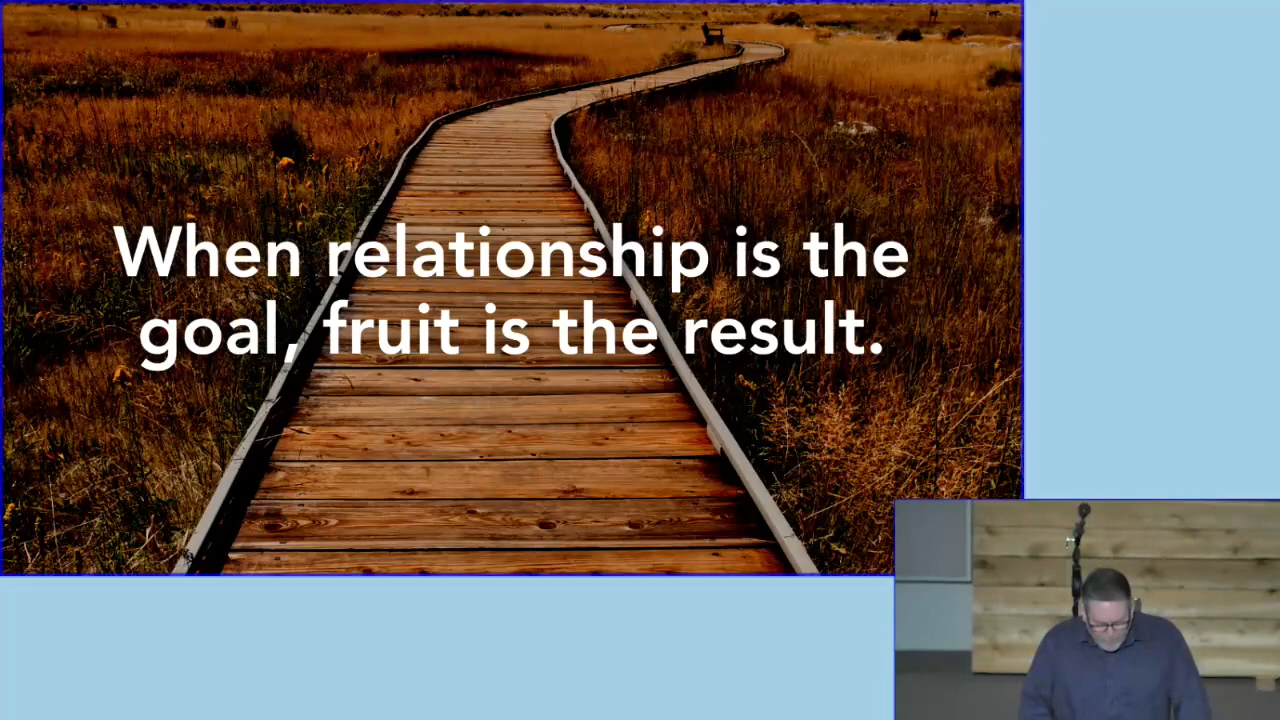 When relationship is the
goal, fruit is the result.